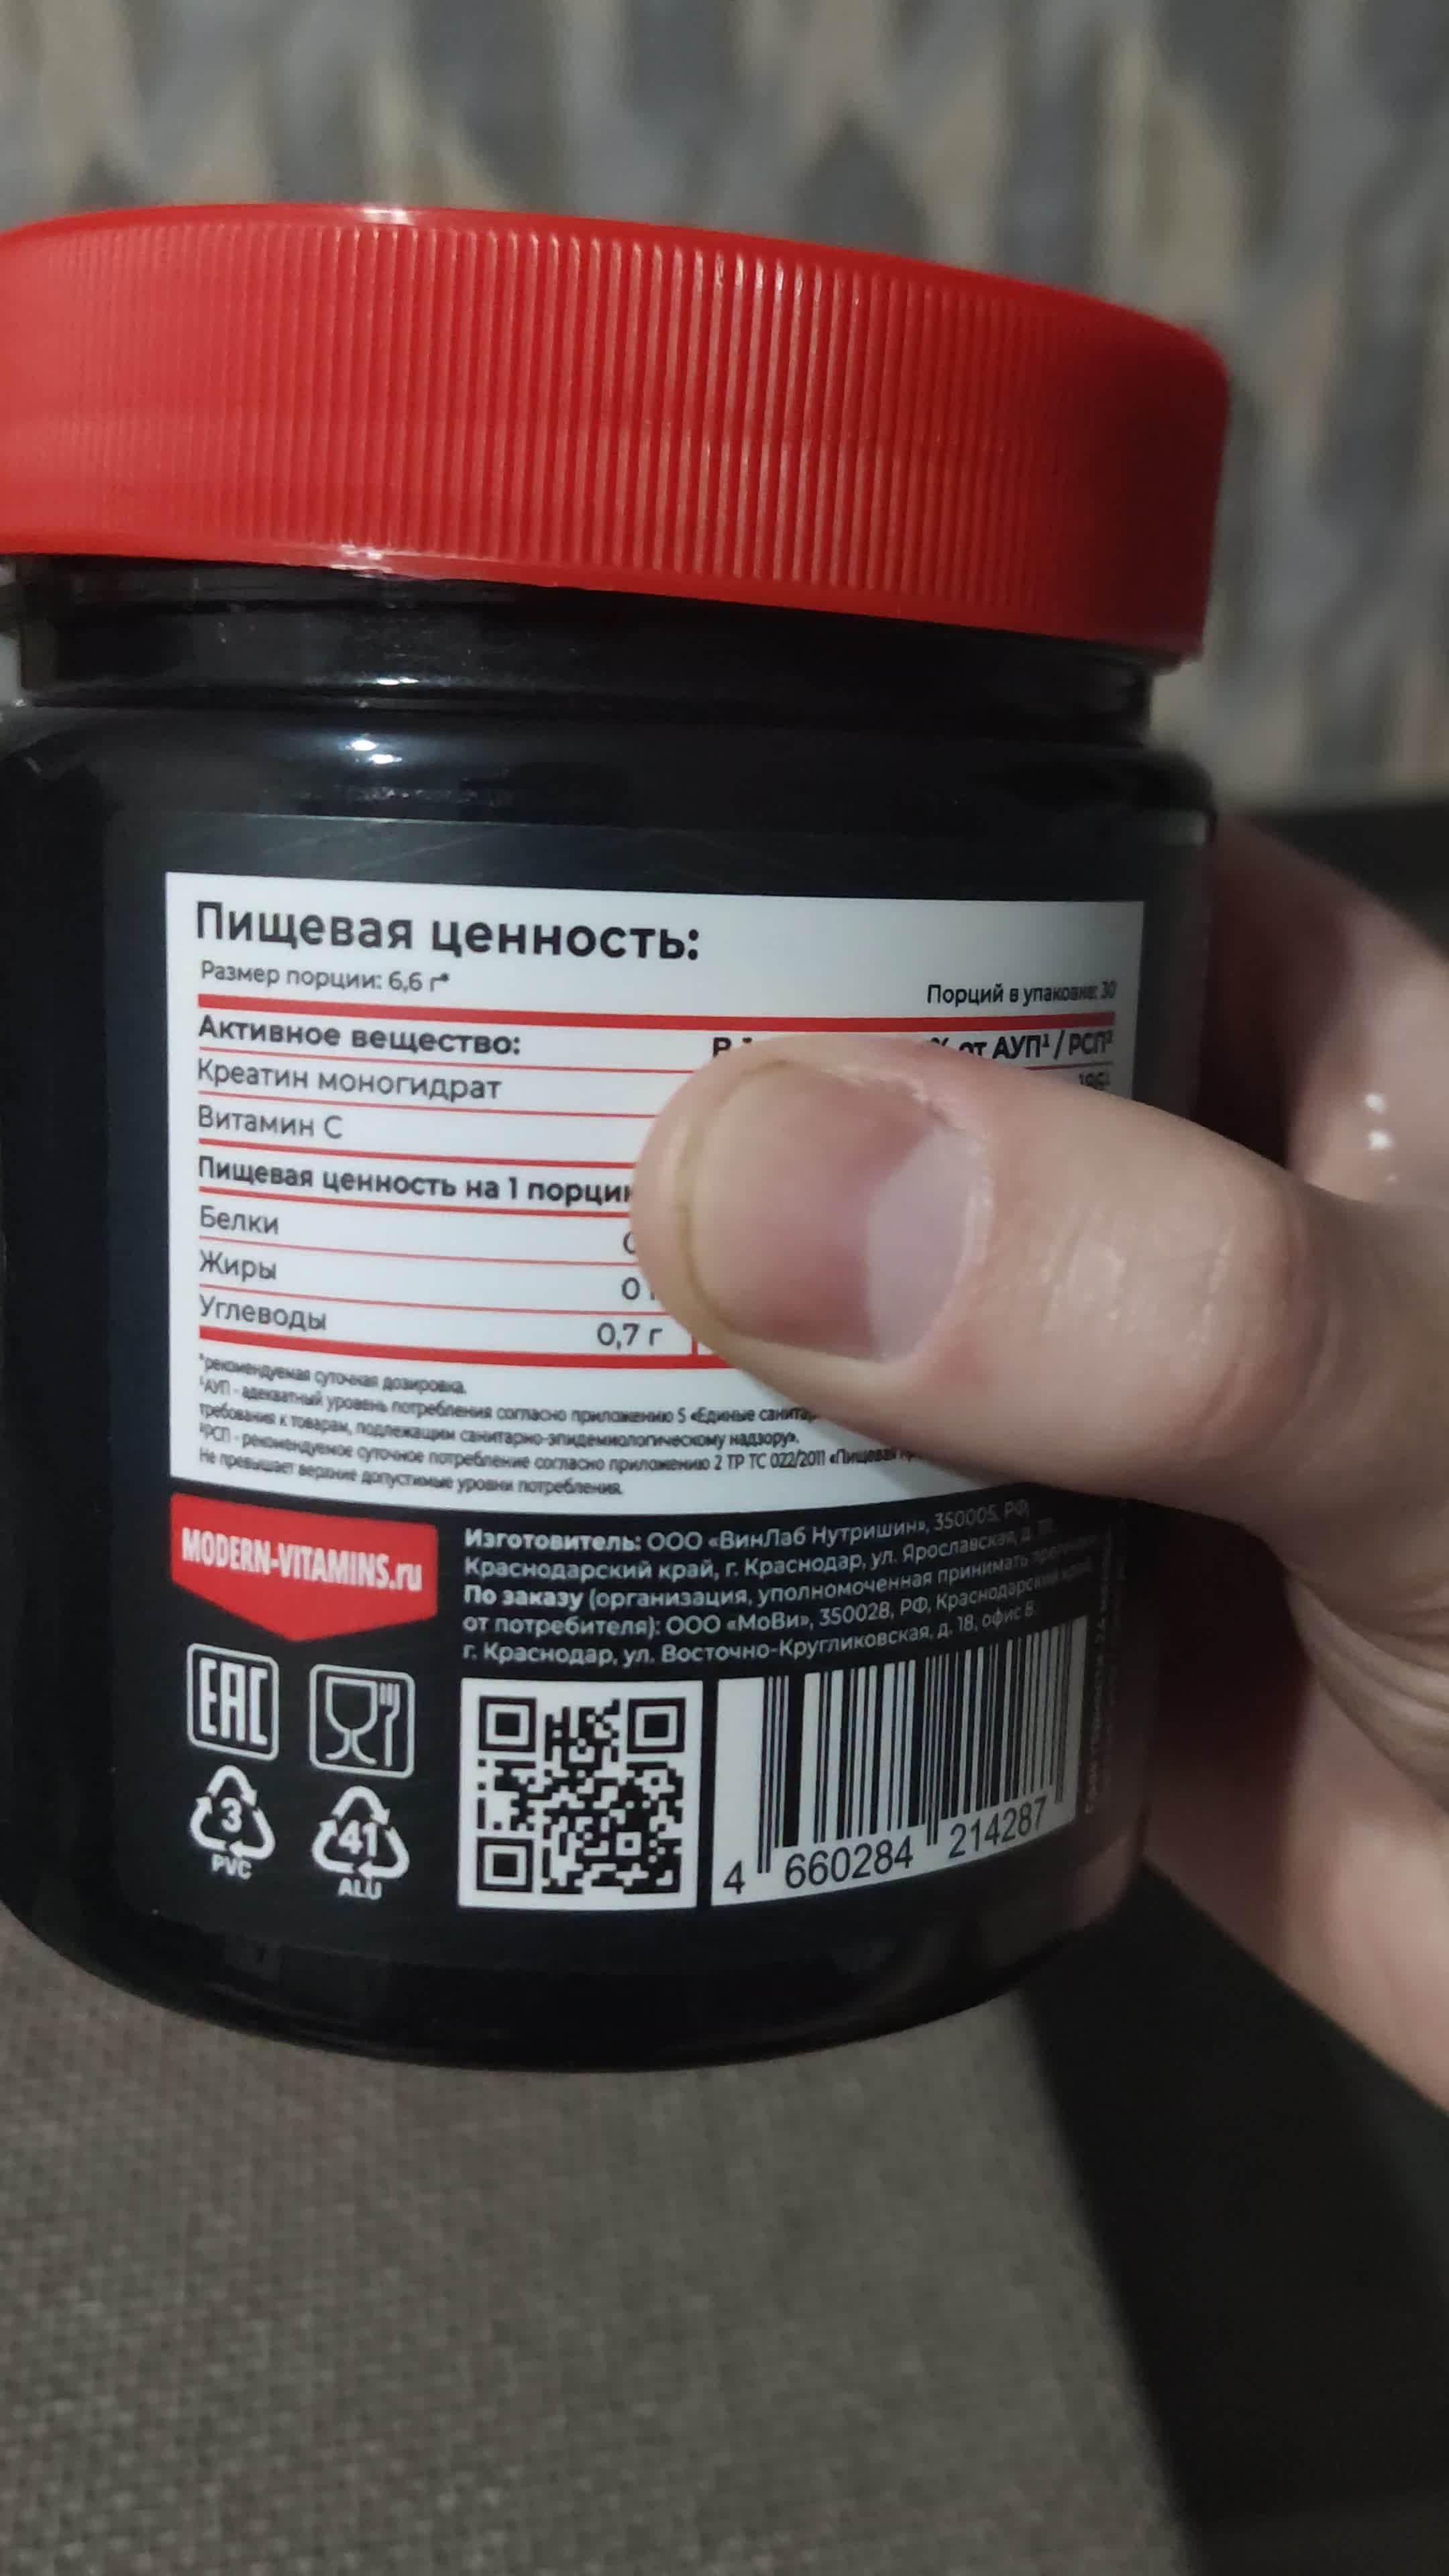 Пищевая ценность:
Размер порции: 6,6 г*
Порций в упаковке: 30
Активное вещество:
% от АУП¹ / РСП²
Креатин моногидрат
Витамин С
Пищевая ценность на 1 порци
Белки
Жиры 0
Углеводы 0,7 г
*рекомендуемая суточная дозировка.
¹АУП - адекватный уровень потребления согласно приложению 5 «Единые санитар
требования к товарам, подлежащим санитарно-эпидемиологическому надзору».
²РСП - рекомендуемое суточное потребление согласно приложению 2 ТР ТС 022/2011 «Пищевая
Не превышает верхние допустимые уровни потребления.
MODERN-VITAMINS.ru
Изготовитель: ООО «ВинЛаб Нутришин», 350005, РФ,
Краснодарский край, г. Краснодар, ул. Ярославская, д.
По заказу (организация, уполномоченная принимать претензии
от потребителя): ООО «МоВи», 350028, РФ, Краснодарский край,
г. Краснодар, ул. Восточно-Кругликовская, д. 18, офис 8.
EAC
3
PVC
41
ALU
4 660284 214287